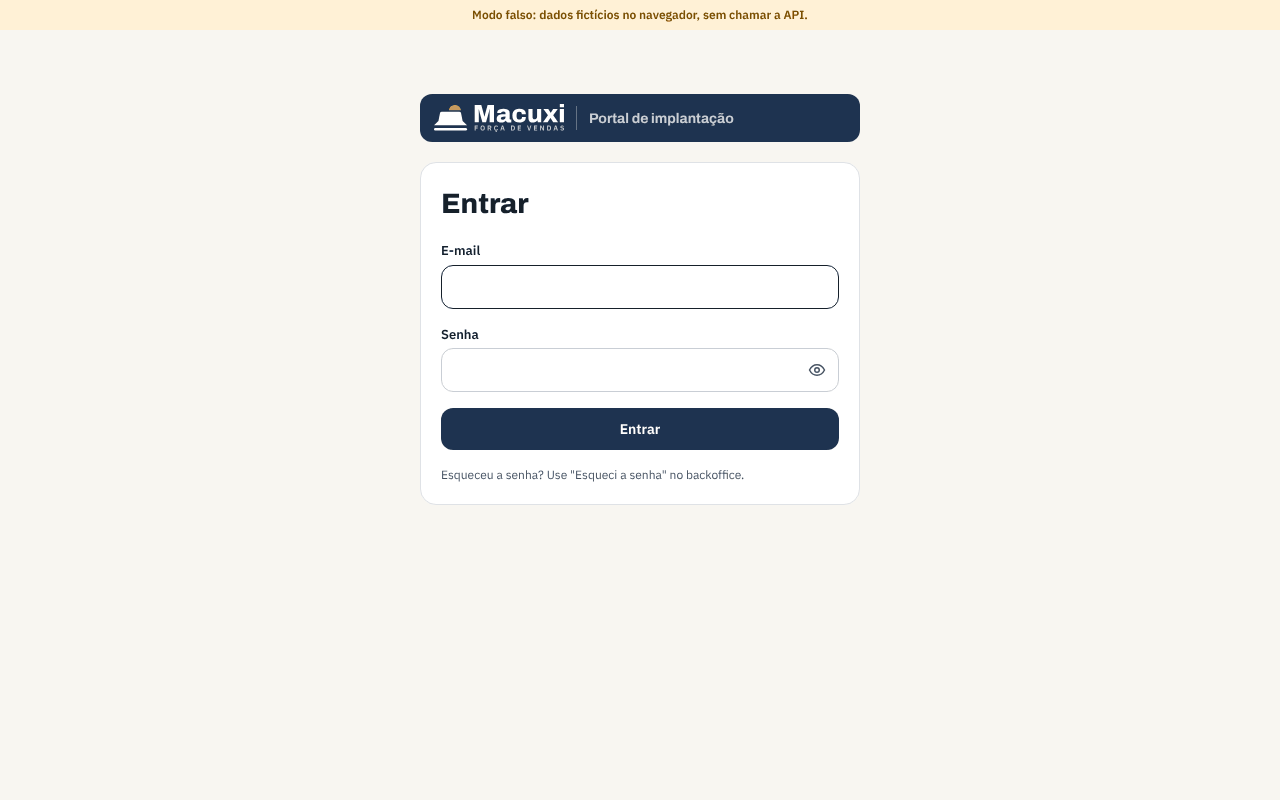 Modo falso: dados fictícios no navegador, sem chamar a API.
Macuxi
FORÇA DE VENDAS
Portal de implantação
Entrar
E-mail
Senha
Entrar
Esqueceu a senha? Use "Esqueci a senha" no backoffice.